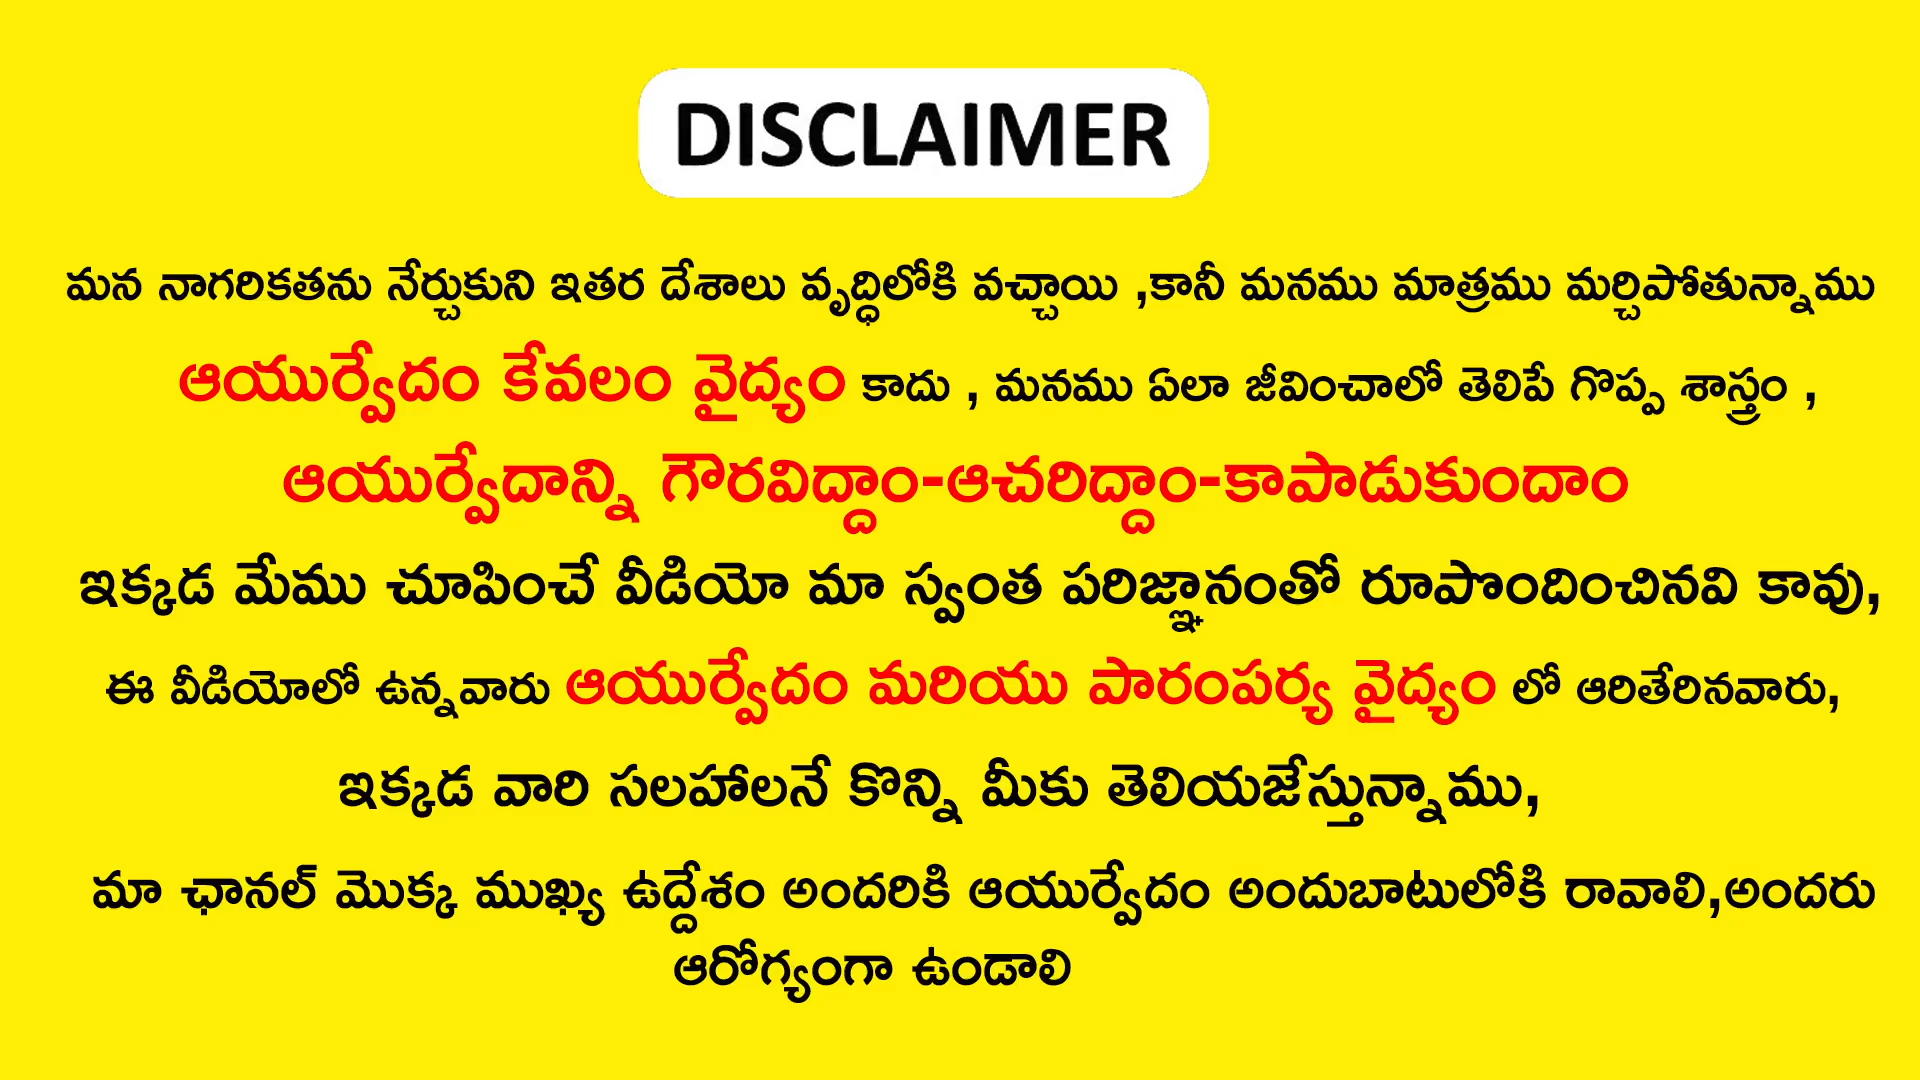 DISCLAIMER
మన నాగరికతను నేర్చుకుని ఇతర దేశాలు వృద్ధిలోకి వచ్చాయి ,కానీ మనము మాత్రము మర్చిపోతున్నాము
ఆయుర్వేదం కేవలం వైద్యం కాదు , మనము ఏలా జీవించాలో తెలిపే గొప్ప శాస్త్రం ,
ఆయుర్వేదాన్ని గౌరవిద్దాం-ఆచరిద్దాం-కాపాడుకుందాం
ఇక్కడ మేము చూపించే వీడియో మా స్వంత పరిజ్ఞానంతో రూపొందించినవి కావు,
ఈ వీడియోలో ఉన్నవారు ఆయుర్వేదం మరియు పారంపర్య వైద్యం లో ఆరితేరినవారు,
ఇక్కడ వారి సలహాలనే కొన్ని మీకు తెలియజేస్తున్నాము,
మా ఛానల్ మొక్క ముఖ్య ఉద్దేశం అందరికి ఆయుర్వేదం అందుబాటులోకి రావాలి,అందరు
ఆరోగ్యంగా ఉండాలి